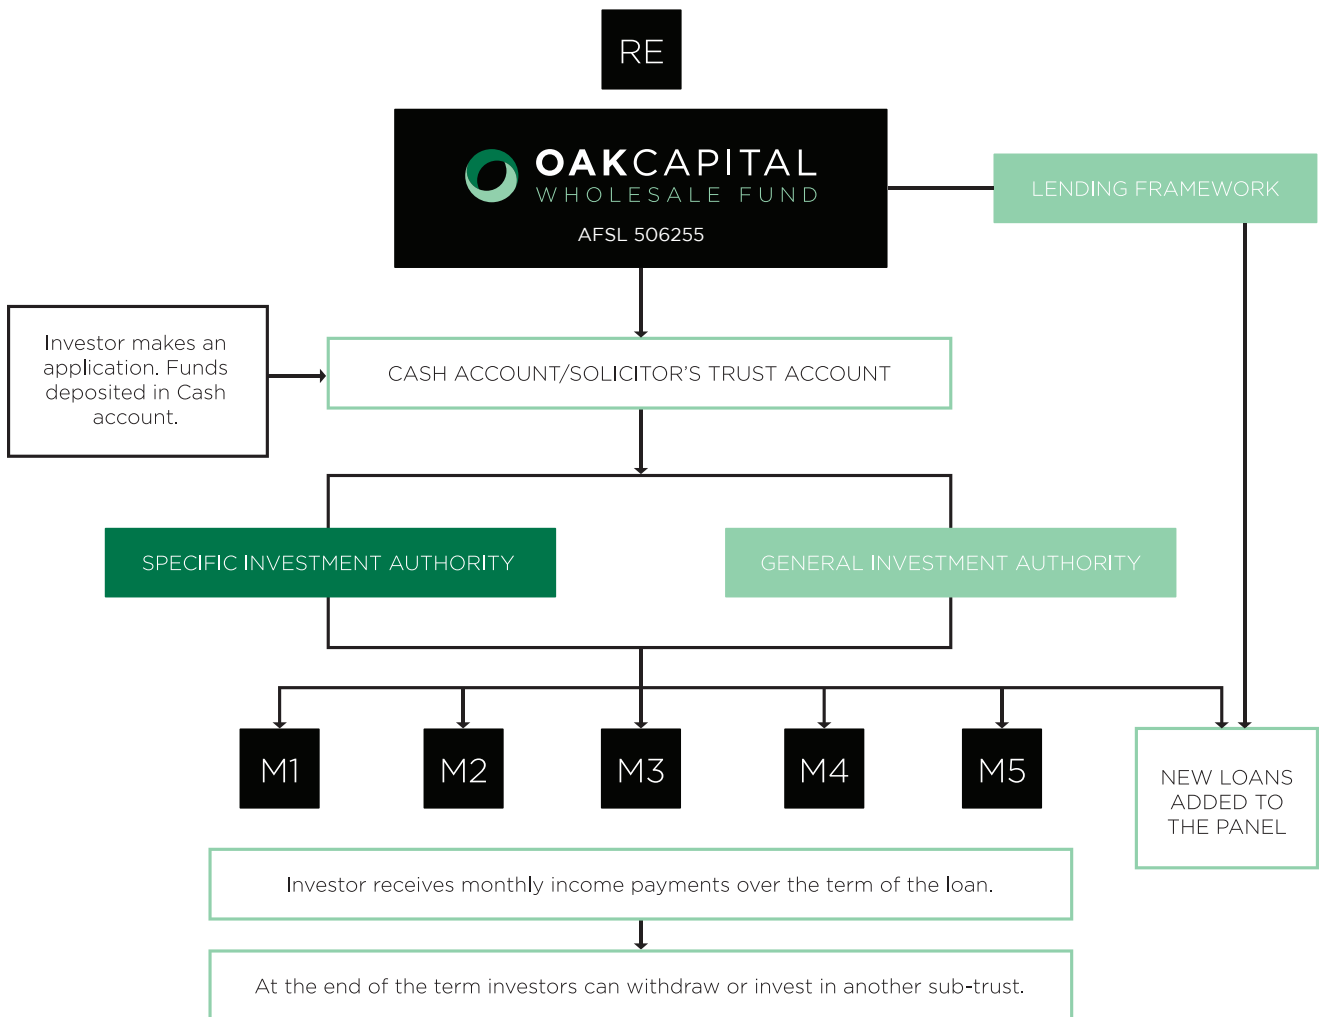 RE
OAKCAPITAL
WHOLESALE FUND
AFSL 506255
LENDING FRAMEWORK
Investor makes an
application. Funds
deposited in Cash
account.
CASH ACCOUNT/SOLICITOR'S TRUST ACCOUNT
SPECIFIC INVESTMENT AUTHORITY
GENERAL INVESTMENT AUTHORITY
M1
M2
M3
M4
M5
NEW LOANS
ADDED TO
THE PANEL
Investor receives monthly income payments over the term of the loan.
At the end of the term investors can withdraw or invest in another sub-trust.